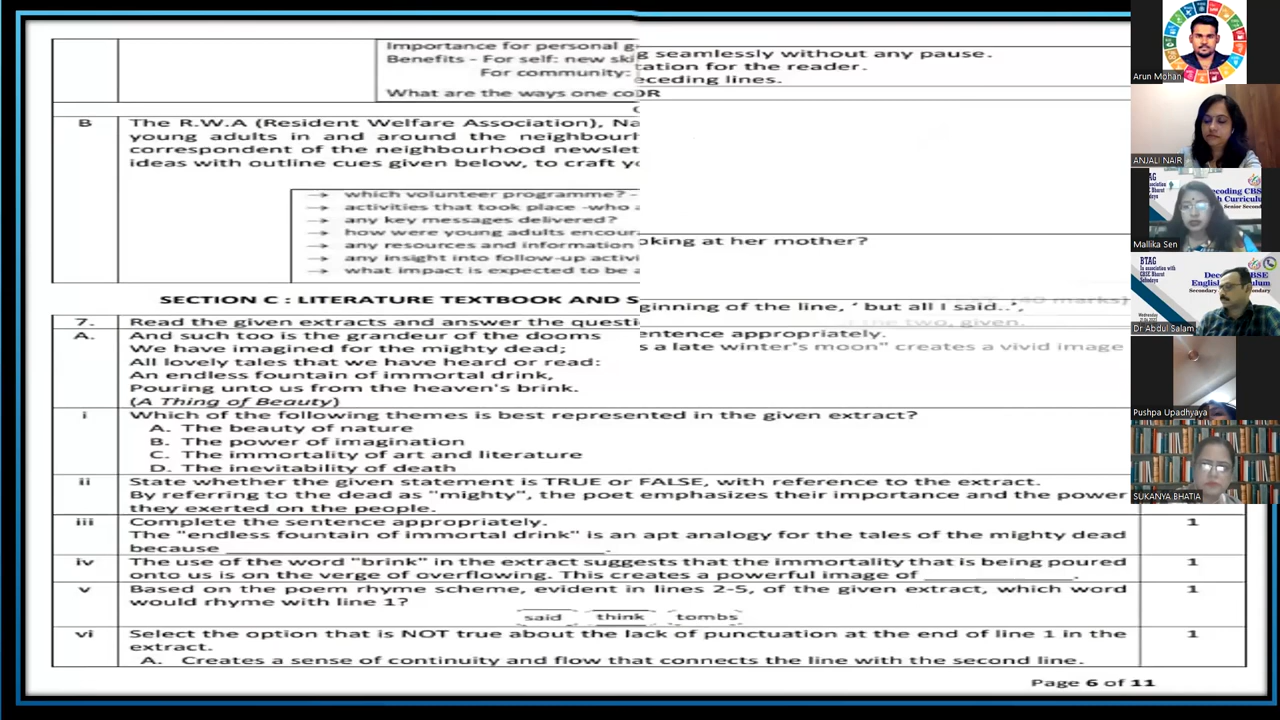 Importance for personal g
Benefits - For self: new ski
For community:
What are the ways one co
g seamlessly without any pause.
tation for the reader.
eceding lines.
OR
B The R.W.A (Resident Welfare Association), Na
young adults in and around the neighbourh
correspondent of the neighbourhood newslet
ideas with outline cues given below, to craft yo
→ which volunteer programme? -
→ activities that took place -who a
→ any key messages delivered?
→ how were young adults encour
→ any resources and information
→ any insight into follow-up activi
→ what impact is expected to be a
oking at her mother?
SECTION C : LITERATURE TEXTBOOK AND S
ginning of the line, ‘ but all I said..’,
7. Read the given extracts and answer the questi
the two, given.
A. And such too is the grandeur of the dooms
We have imagined for the mighty dead;
All lovely tales that we have heard or read:
An endless fountain of immortal drink,
Pouring unto us from the heaven's brink.
(A Thing of Beauty)
entence appropriately.
s a late winter's moon" creates a vivid image
i Which of the following themes is best represented in the given extract?
A. The beauty of nature
B. The power of imagination
C. The immortality of art and literature
D. The inevitability of death
ii State whether the given statement is TRUE or FALSE, with reference to the extract.
By referring to the dead as "mighty", the poet emphasizes their importance and the power
they exerted on the people.
iii Complete the sentence appropriately. 1
The "endless fountain of immortal drink" is an apt analogy for the tales of the mighty dead
because ____________.
iv The use of the word "brink" in the extract suggests that the immortality that is being poured 1
onto us is on the verge of overflowing. This creates a powerful image of ____________.
v Based on the poem rhyme scheme, evident in lines 2-5, of the given extract, which word 1
would rhyme with line 1?
said think tombs
vi Select the option that is NOT true about the lack of punctuation at the end of line 1 in the 1
extract.
A. Creates a sense of continuity and flow that connects the line with the second line.
Page 6 of 11
Arun Mohan
ANJALI NAIR
BTAG
Mallika Sen
BTAG
In association with
CBSE Bharat
Sahodaya
Wednesday
Dr Abdul Salam
Pushpa Upadhyaya
SUKANYA BHATIA